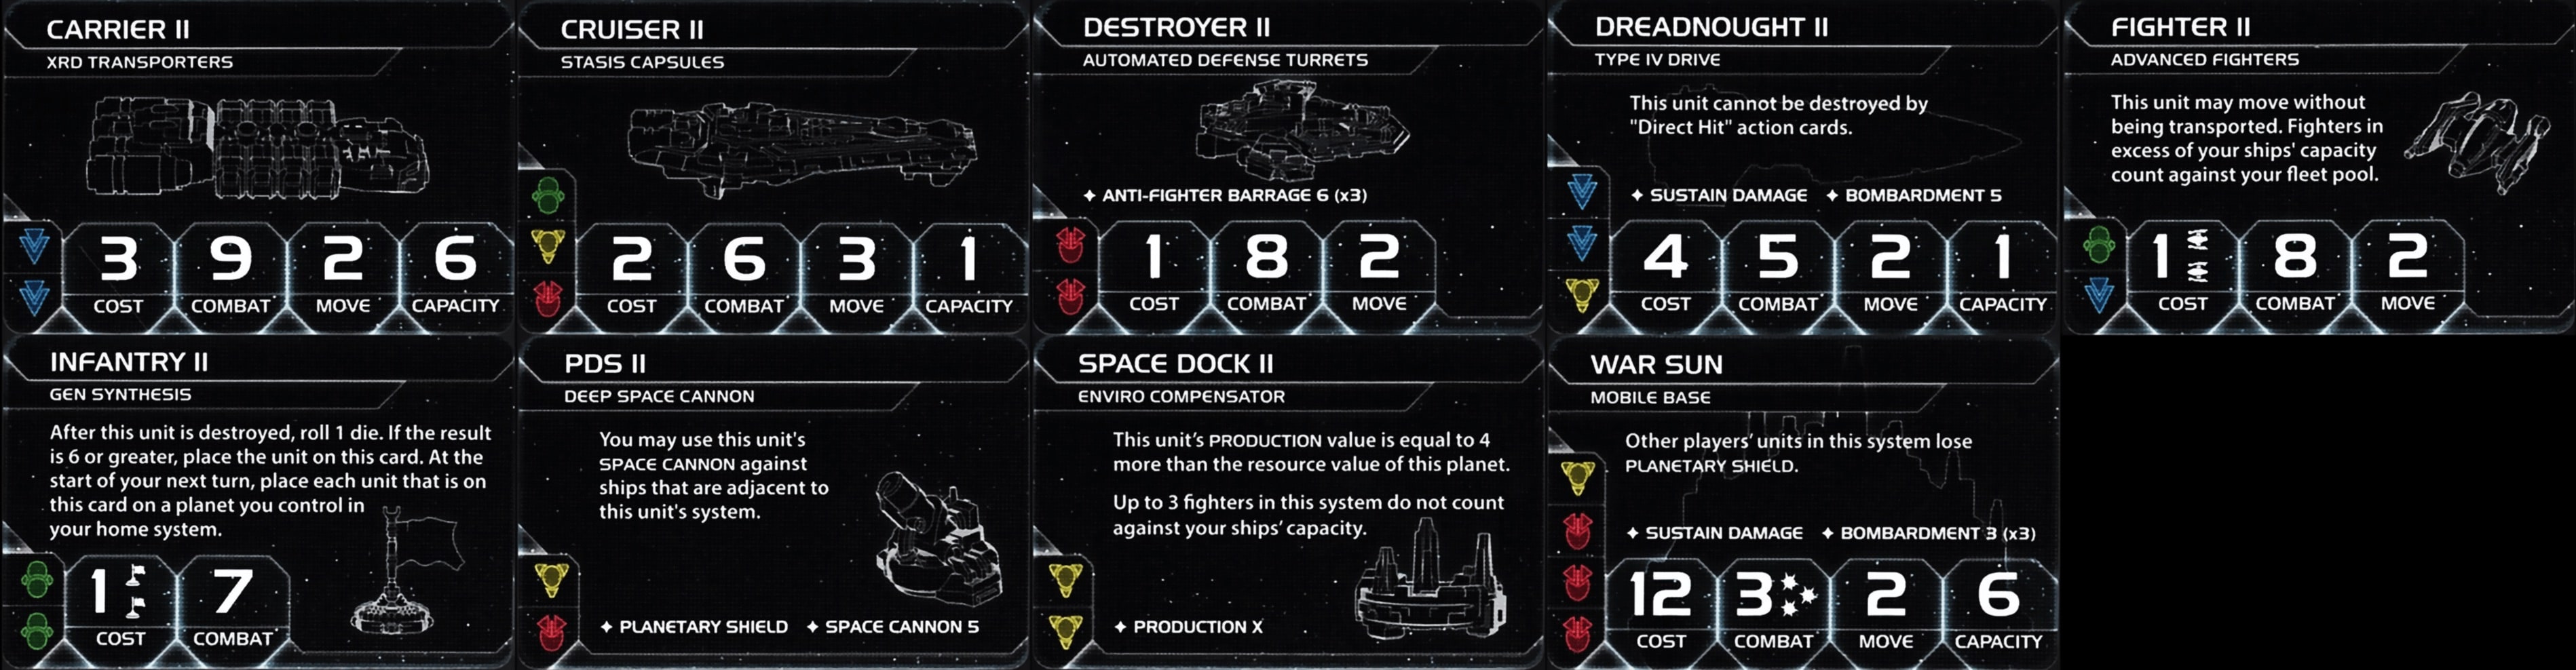 CARRIER II
XRD TRANSPORTERS
3 9 2 6
COST COMBAT MOVE CAPACITY
CRUISER II
STASIS CAPSULES
2 6 3 1
COST COMBAT MOVE CAPACITY
DESTROYER II
AUTOMATED DEFENSE TURRETS
ANTI-FIGHTER BARRAGE 6 (x3)
1 8 2
COST COMBAT MOVE
DREADNOUGHT II
TYPE IV DRIVE
This unit cannot be destroyed by
"Direct Hit" action cards.
SUSTAIN DAMAGE BOMBARDMENT 5
4 5 2 1
COST COMBAT MOVE CAPACITY
FIGHTER II
ADVANCED FIGHTERS
This unit may move without
being transported. Fighters in
excess of your ships' capacity
count against your fleet pool.
1 8 2
COST COMBAT MOVE
INFANTRY II
GEN SYNTHESIS
After this unit is destroyed, roll 1 die. If the result
is 6 or greater, place the unit on this card. At the
start of your next turn, place each unit that is on
this card on a planet you control in
your home system.
1 7
COST COMBAT
PDS II
DEEP SPACE CANNON
You may use this unit's
SPACE CANNON against
ships that are adjacent to
this unit's system.
PLANETARY SHIELD SPACE CANNON 5
SPACE DOCK II
ENVIRO COMPENSATOR
This unit's PRODUCTION value is equal to 4
more than the resource value of this planet.
Up to 3 fighters in this system do not count
against your ships' capacity.
PRODUCTION X
WAR SUN
MOBILE BASE
Other players' units in this system lose
PLANETARY SHIELD.
SUSTAIN DAMAGE BOMBARDMENT 3 (x3)
12 3 2 6
COST COMBAT MOVE CAPACITY